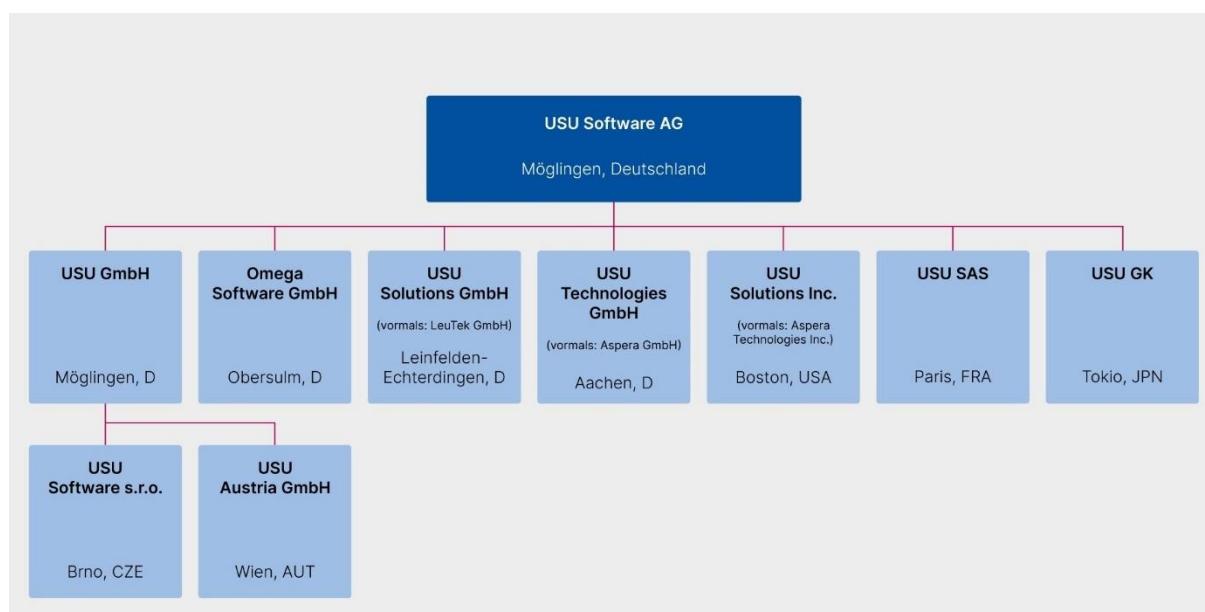 USU Software AG
Möglingen, Deutschland
USU GmbH
Möglingen, D
Omega
Software GmbH
Obersulm, D
USU
Solutions GmbH
(vormals: LeuTek GmbH)
Leinfelden-
Echterdingen, D
USU
Technologies
GmbH
(vormals: Aspera GmbH)
Aachen, D
USU
Solutions Inc.
(vormals: Aspera
Technologies Inc.)
Boston, USA
USU SAS
Paris, FRA
USU GK
Tokio, JPN
USU
Software s.r.o.
Brno, CZE
USU
Austria GmbH
Wien, AUT